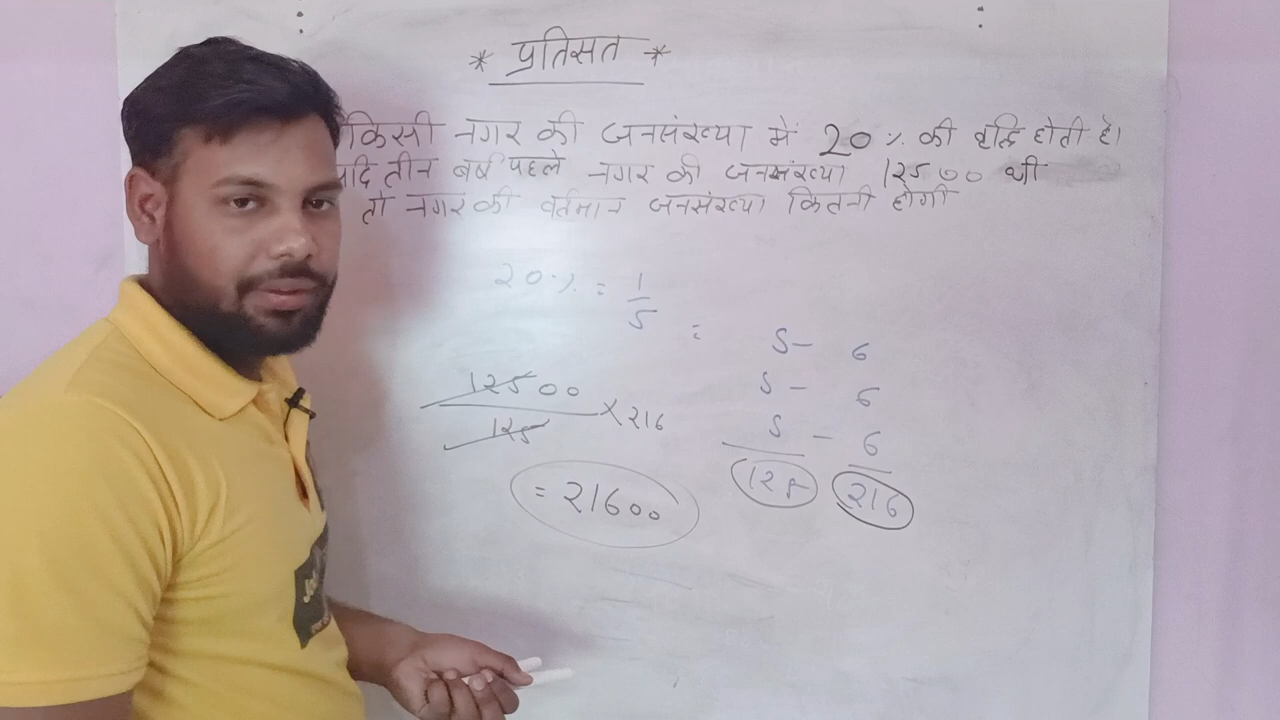 * प्रतिसत *
किसी नगर की जनसंख्या में 20 % की वृद्धि होती है।
यदि तीन बर्ष पहले नगर की जनसंख्या 12500 थी
तो नगर की वर्तमान जनसंख्या कितनी होगी
20 % = 1/5
= 5 - 6
5 - 6
5 - 6
125 216
12500/125 × 216
= 21600